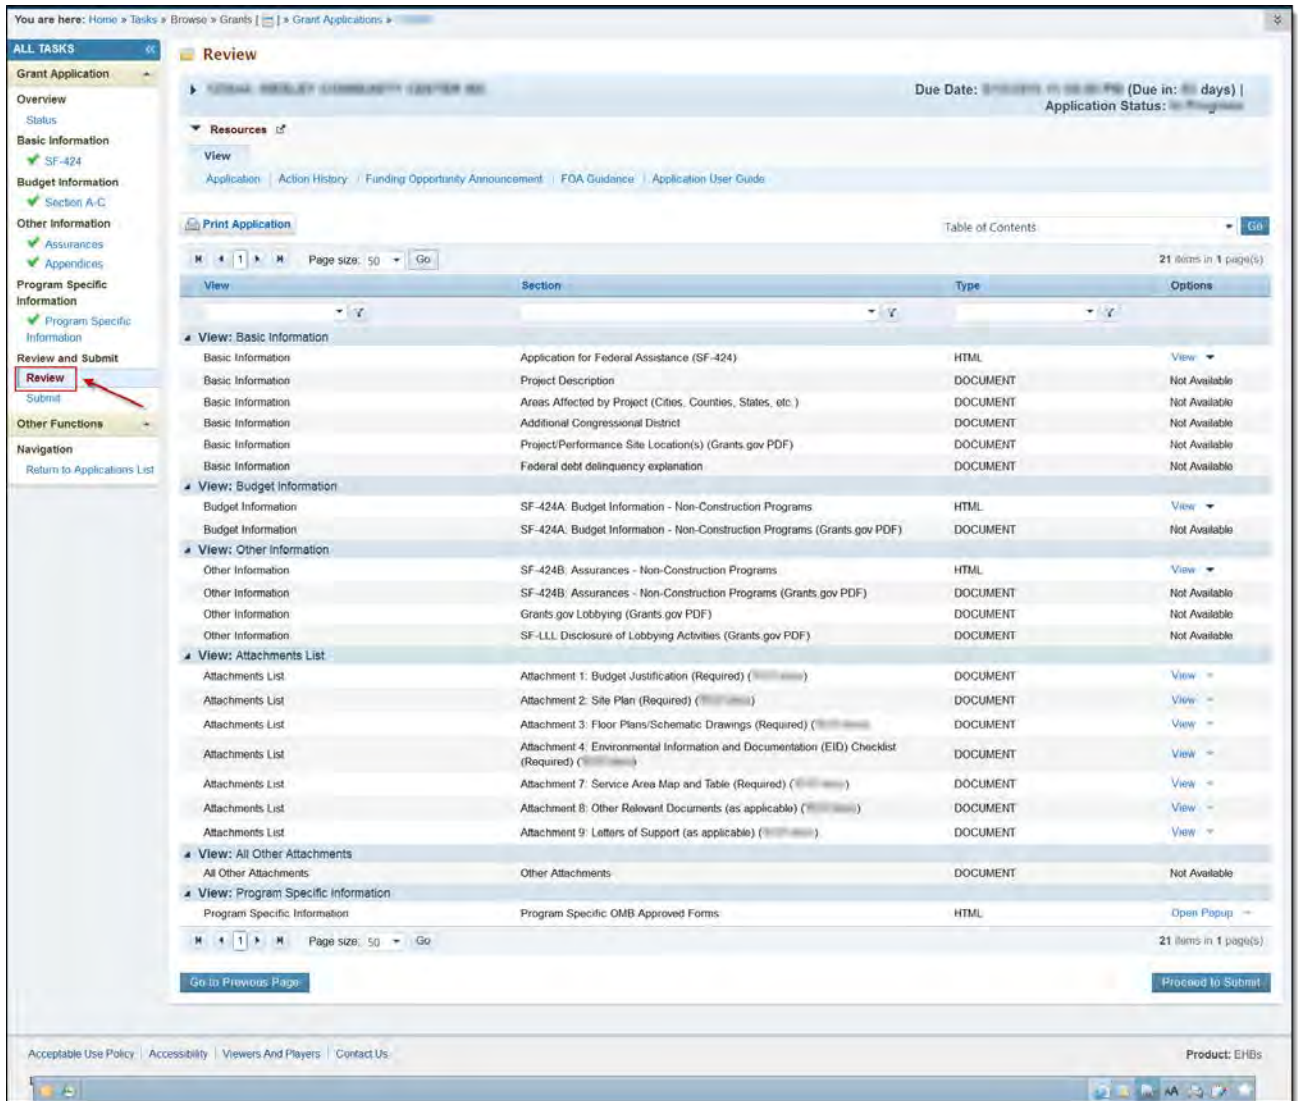 You are here: Home » Tasks » Browse » Grants [ ] » Grant Applications »
ALL TASKS «
Grant Application
Overview
Status
Basic Information
SF-424
Budget Information
Section A-C
Other Information
Assurances
Appendices
Program Specific
Information
Program Specific
Information
Review and Submit
Review
Submit
Other Functions
Navigation
Return to Applications List
Review
Due Date: (Due in: days) |
Application Status:
Resources
View
Application | Action History | Funding Opportunity Announcement | FOA Guidance | Application User Guide
Print Application
Table of Contents Go
1 Page size: 50 Go 21 items in 1 page(s)
View Section Type Options
View: Basic Information
Basic Information Application for Federal Assistance (SF-424) HTML View
Basic Information Project Description DOCUMENT Not Available
Basic Information Areas Affected by Project (Cities, Counties, States, etc.) DOCUMENT Not Available
Basic Information Additional Congressional District DOCUMENT Not Available
Basic Information Project/Performance Site Location(s) (Grants.gov PDF) DOCUMENT Not Available
Basic Information Federal debt delinquency explanation DOCUMENT Not Available
View: Budget Information
Budget Information SF-424A: Budget Information - Non-Construction Programs HTML View
Budget Information SF-424A: Budget Information - Non-Construction Programs (Grants.gov PDF) DOCUMENT Not Available
View: Other Information
Other Information SF-424B: Assurances - Non-Construction Programs HTML View
Other Information SF-424B: Assurances - Non-Construction Programs (Grants.gov PDF) DOCUMENT Not Available
Other Information Grants.gov Lobbying (Grants.gov PDF) DOCUMENT Not Available
Other Information SF-LLL Disclosure of Lobbying Activities (Grants.gov PDF) DOCUMENT Not Available
View: Attachments List
Attachments List Attachment 1: Budget Justification (Required) ( ) DOCUMENT View
Attachments List Attachment 2: Site Plan (Required) ( ) DOCUMENT View
Attachments List Attachment 3: Floor Plans/Schematic Drawings (Required) ( DOCUMENT View
Attachments List Attachment 4: Environmental Information and Documentation (EID) Checklist
(Required) ( ) DOCUMENT View
Attachments List Attachment 7: Service Area Map and Table (Required) ( ) DOCUMENT View
Attachments List Attachment 8: Other Relevant Documents (as applicable) ( ) DOCUMENT View
Attachments List Attachment 9: Letters of Support (as applicable) ( ) DOCUMENT View
View: All Other Attachments
All Other Attachments Other Attachments DOCUMENT Not Available
View: Program Specific Information
Program Specific Information Program Specific OMB Approved Forms HTML Open Popup
1 Page size: 50 Go 21 items in 1 page(s)
Go to Previous Page Proceed to Submit
Acceptable Use Policy | Accessibility | Viewers And Players | Contact Us Product: EHBs
AA